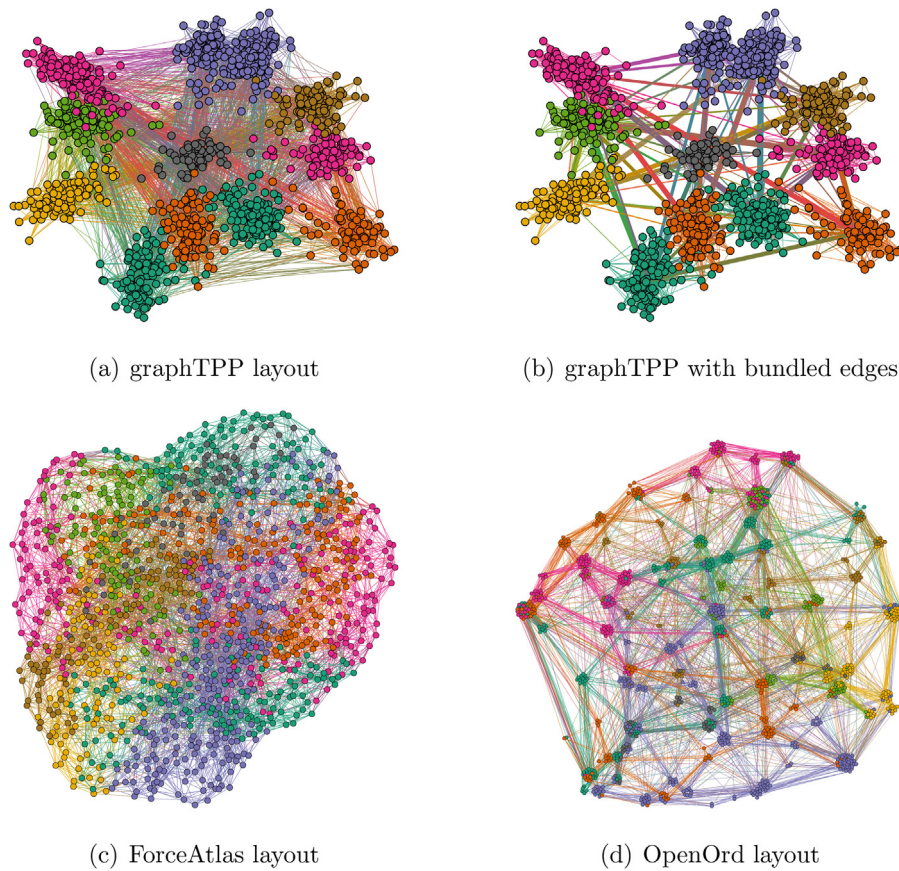 (a) graphTPP layout
(b) graphTPP with bundled edges
(c) ForceAtlas layout
(d) OpenOrd layout